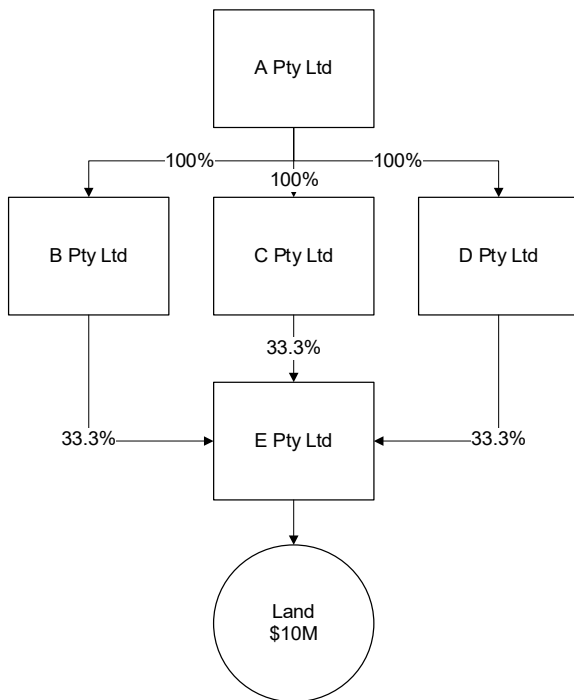 A Pty Ltd
100%
100%
100%
B Pty Ltd
C Pty Ltd
D Pty Ltd
33.3%
33.3%
33.3%
E Pty Ltd
Land
$10M